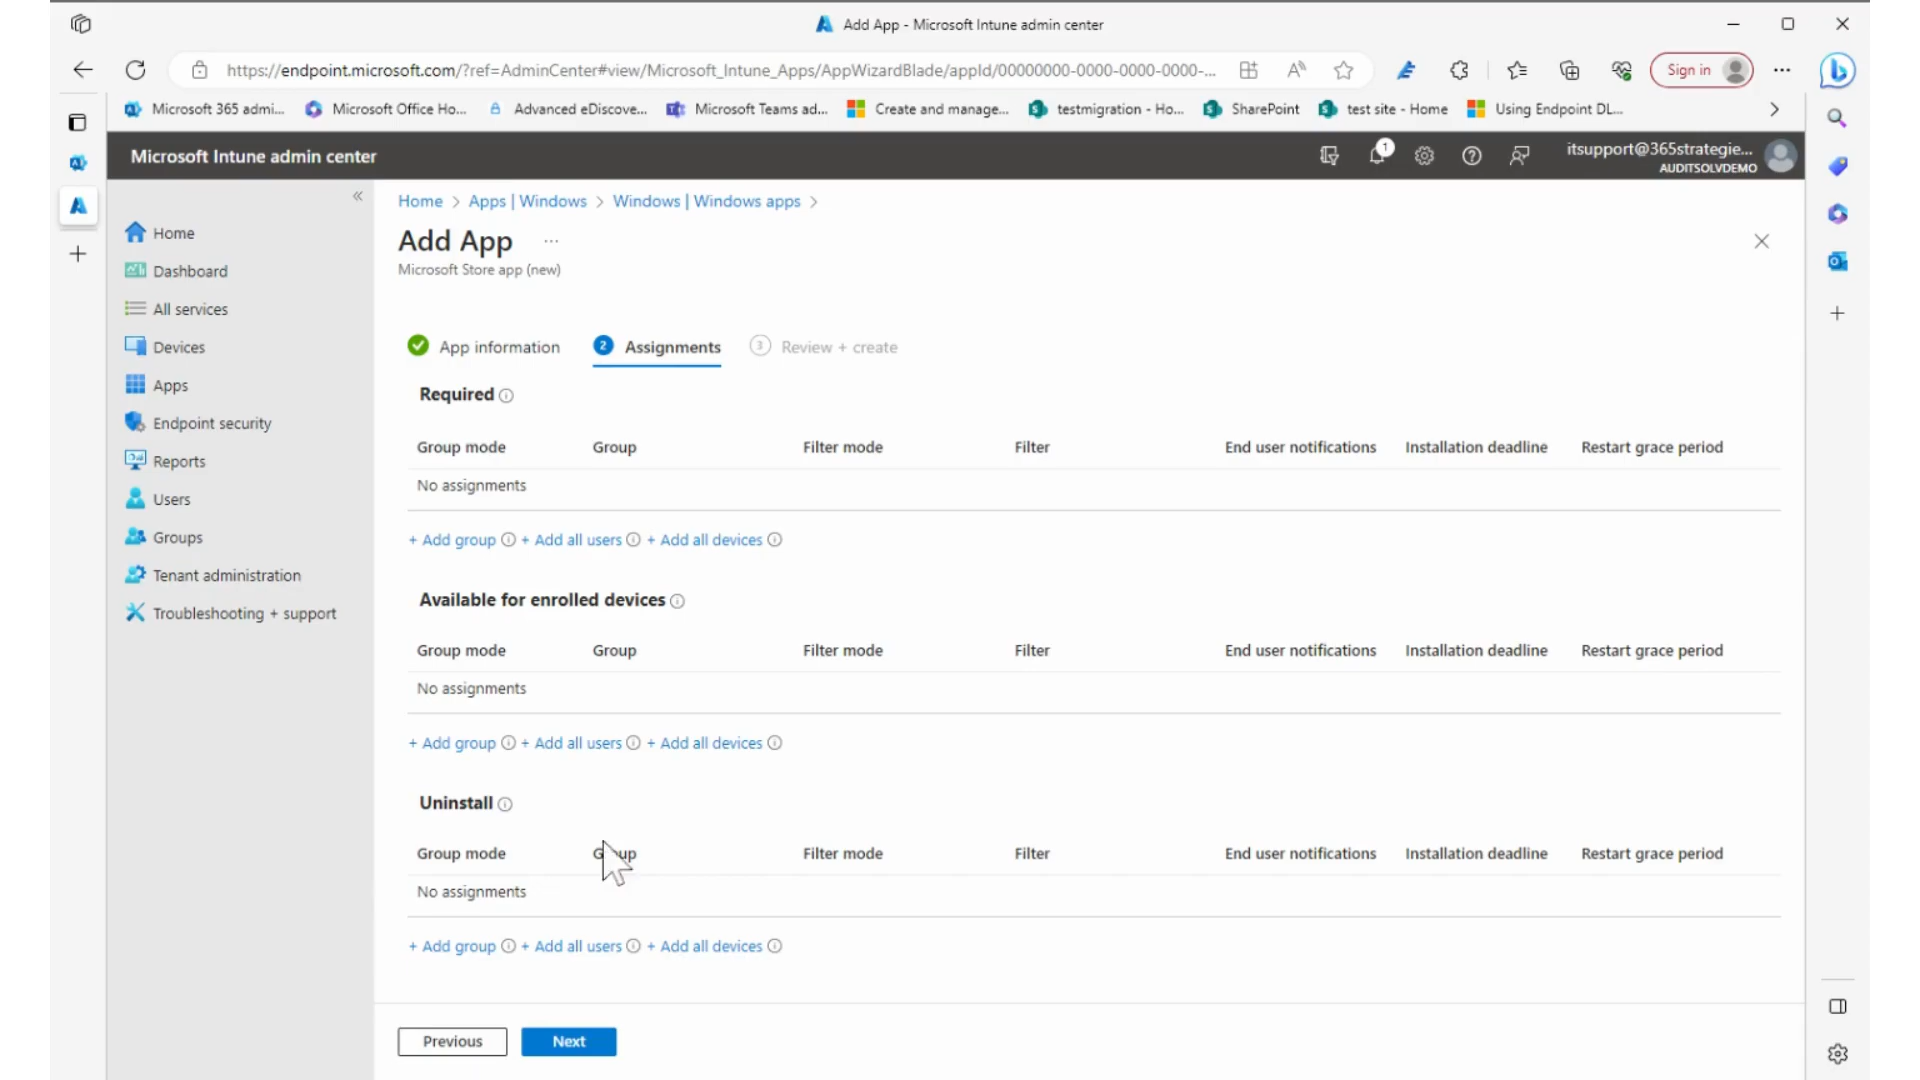 Add App - Microsoft Intune admin center
https://endpoint.microsoft.com/?ref=AdminCenter#view/Microsoft_Intune_Apps/AppWizardBlade/appId/00000000-0000-0000-0000-...
Sign in
Microsoft 365 admi...
Microsoft Office Ho...
Advanced eDiscove...
Microsoft Teams ad...
Create and manage...
testmigration - Ho...
SharePoint
test site - Home
Using Endpoint DL...
Microsoft Intune admin center
1
itsupport@365strategie...
AUDITSOLVDEMO
Home
Dashboard
All services
Devices
Apps
Endpoint security
Reports
Users
Groups
Tenant administration
Troubleshooting + support
Home > Apps | Windows > Windows | Windows apps >
Add App ...
Microsoft Store app (new)
App information
2 Assignments
3 Review + create
Required
Group mode Group Filter mode Filter End user notifications Installation deadline Restart grace period
No assignments
+ Add group + Add all users + Add all devices
Available for enrolled devices
Group mode Group Filter mode Filter End user notifications Installation deadline Restart grace period
No assignments
+ Add group + Add all users + Add all devices
Uninstall
Group mode Group Filter mode Filter End user notifications Installation deadline Restart grace period
No assignments
+ Add group + Add all users + Add all devices
Previous
Next